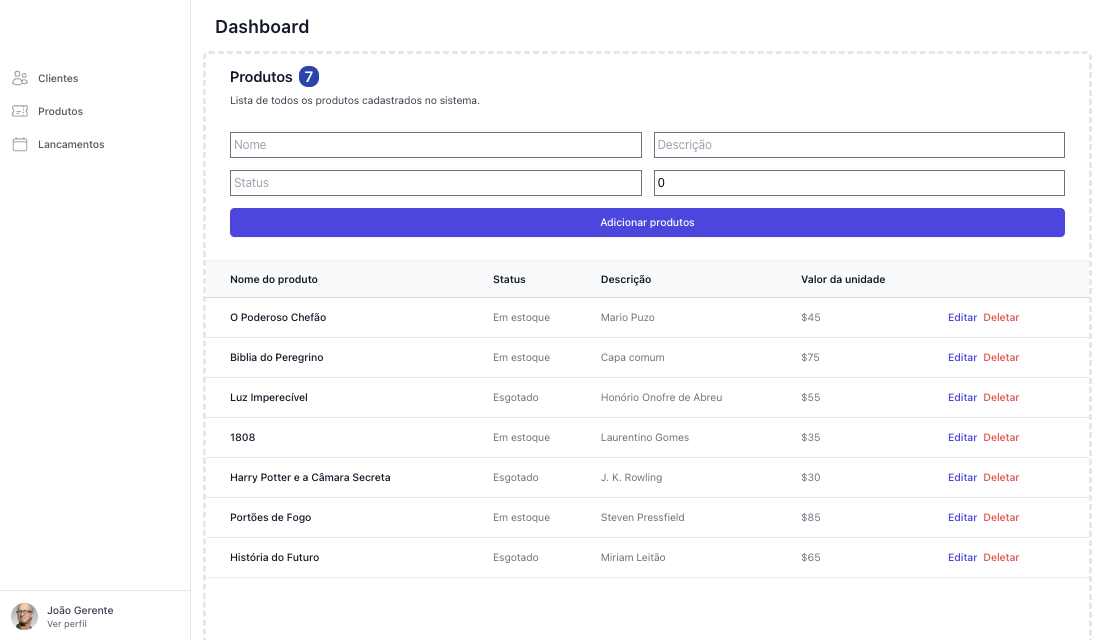 Dashboard
Clientes
Produtos
Lancamentos
Produtos 7
Lista de todos os produtos cadastrados no sistema.
Nome Descrição
Status 0
Adicionar produtos
Nome do produto Status Descrição Valor da unidade
O Poderoso Chefão Em estoque Mario Puzo $45 Editar Deletar
Biblia do Peregrino Em estoque Capa comum $75 Editar Deletar
Luz Imperecível Esgotado Honório Onofre de Abreu $55 Editar Deletar
1808 Em estoque Laurentino Gomes $35 Editar Deletar
Harry Potter e a Câmara Secreta Esgotado J. K. Rowling $30 Editar Deletar
Portões de Fogo Em estoque Steven Pressfield $85 Editar Deletar
História do Futuro Esgotado Miriam Leitão $65 Editar Deletar
João Gerente
Ver perfil